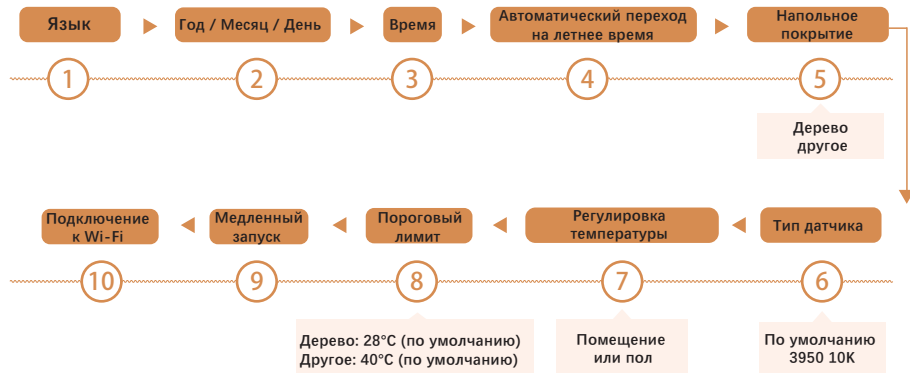 Язык
Год / Месяц / День
Время
Автоматический переход
на летнее время
Напольное
покрытие
1
2
3
4
5
Дерево
другое
Подключение
к Wi-Fi
Медленный
запуск
Пороговый
лимит
Регулировка
температуры
Тип датчика
10
9
8
7
6
Дерево: 28°C (по умолчанию)
Другое: 40°C (по умолчанию)
Помещение
или пол
По умолчанию
3950 10K